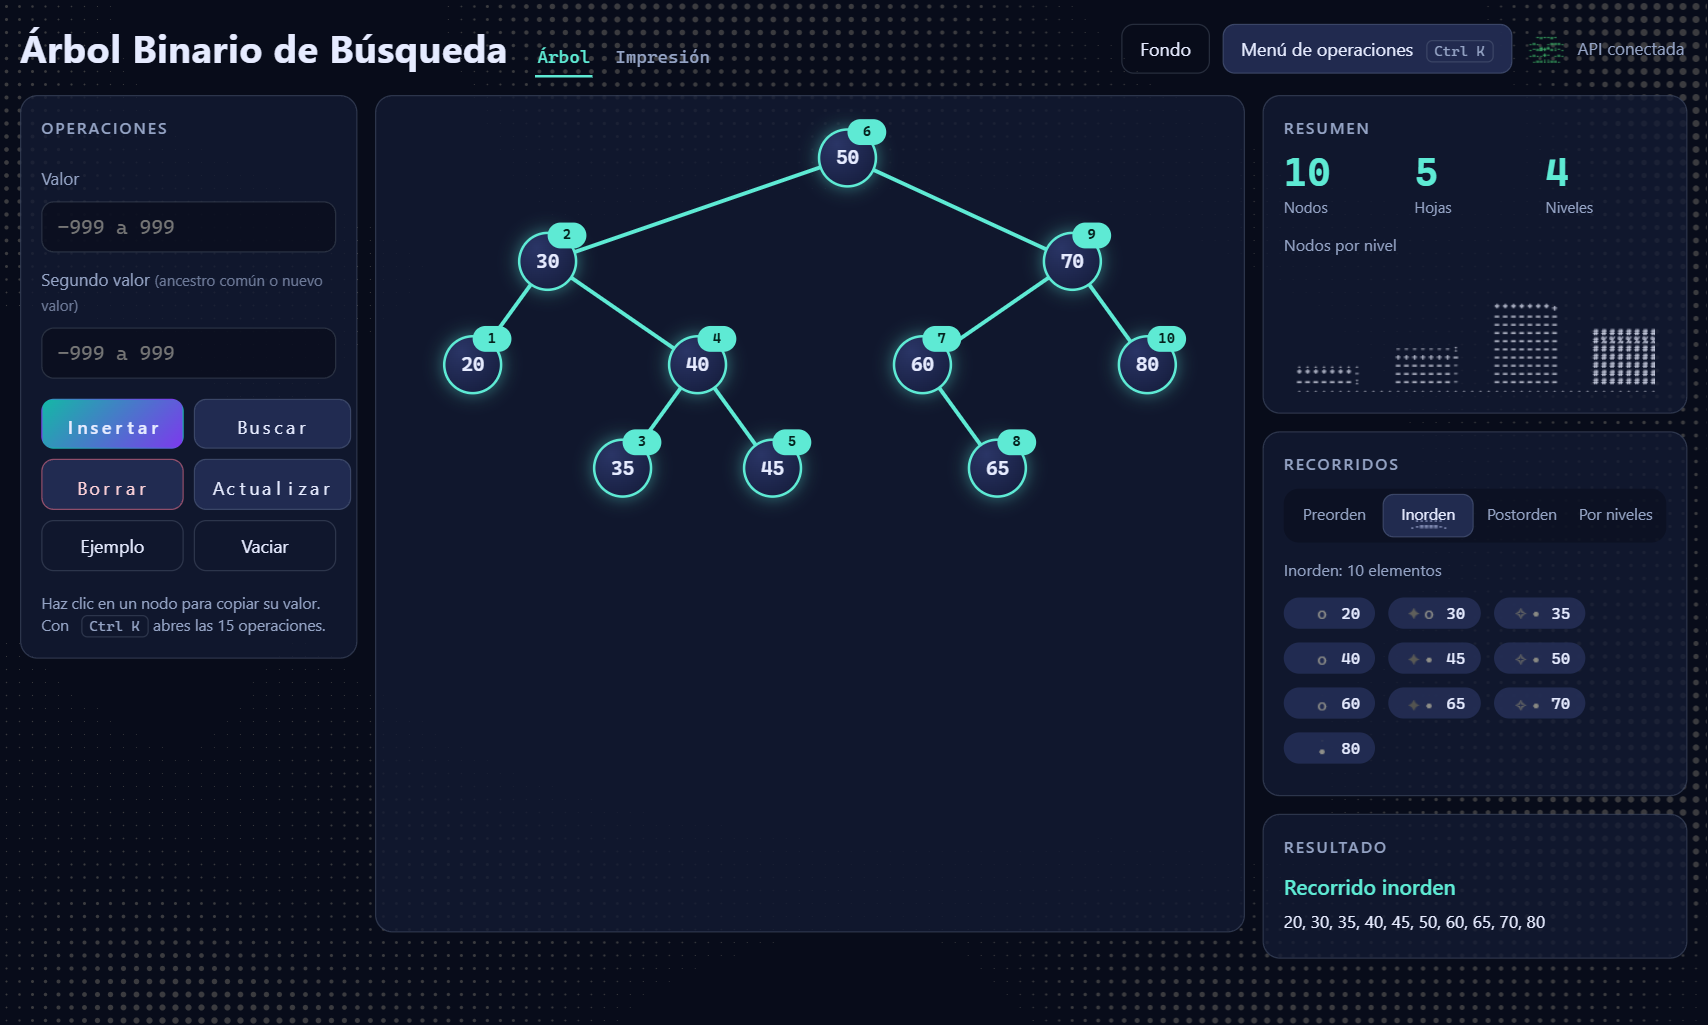 Árbol Binario de Búsqueda
Árbol
Impresión
Fondo
Menú de operaciones Ctrl K
API conectada
OPERACIONES
Valor
−999 a 999
Segundo valor (ancestro común o nuevo
valor)
−999 a 999
Insertar
Buscar
Borrar
Actualizar
Ejemplo
Vaciar
Haz clic en un nodo para copiar su valor.
Con Ctrl K abres las 15 operaciones.
6
50
2
30
9
70
1
20
4
40
7
60
10
80
3
35
5
45
8
65
RESUMEN
10
5
4
Nodos
Hojas
Niveles
Nodos por nivel
RECORRIDOS
Preorden
Inorden
Postorden
Por niveles
Inorden: 10 elementos
20
30
35
40
45
50
60
65
70
80
RESULTADO
Recorrido inorden
20, 30, 35, 40, 45, 50, 60, 65, 70, 80